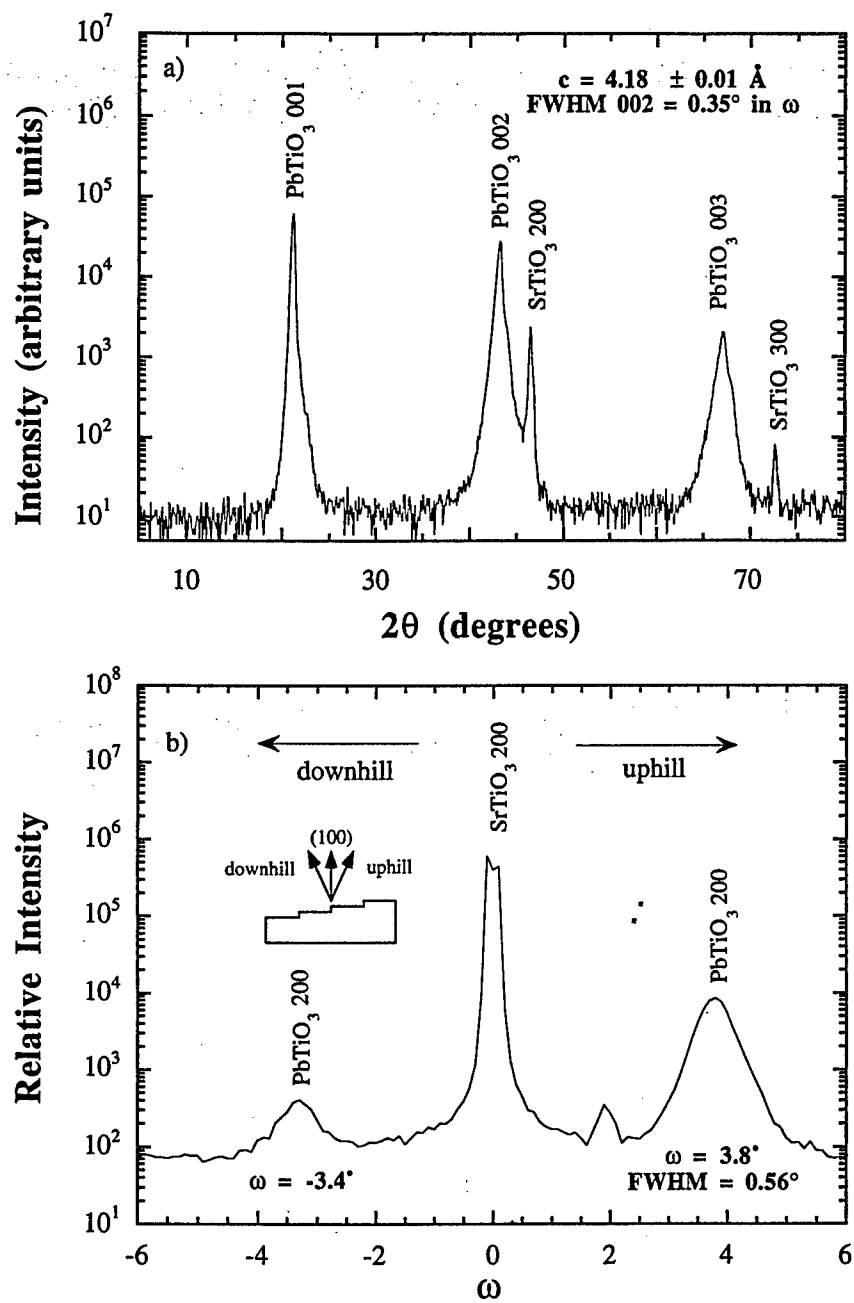 a)
c = 4.18 ± 0.01 Å
FWHM 002 = 0.35° in ω
PbTiO₃ 001
PbTiO₃ 002
SrTiO₃ 200
PbTiO₃ 003
SrTiO₃ 300
Intensity (arbitrary units)
10⁷
10⁶
10⁵
10⁴
10³
10²
10¹
10 30 50 70
2θ (degrees)
b)
downhill
uphill
SrTiO₃ 200
(100)
downhill uphill
PbTiO₃ 200
PbTiO₃ 200
ω = -3.4°
ω = 3.8°
FWHM = 0.56°
Relative Intensity
10⁸
10⁷
10⁶
10⁵
10⁴
10³
10²
10¹
-6 -4 -2 0 2 4 6
ω